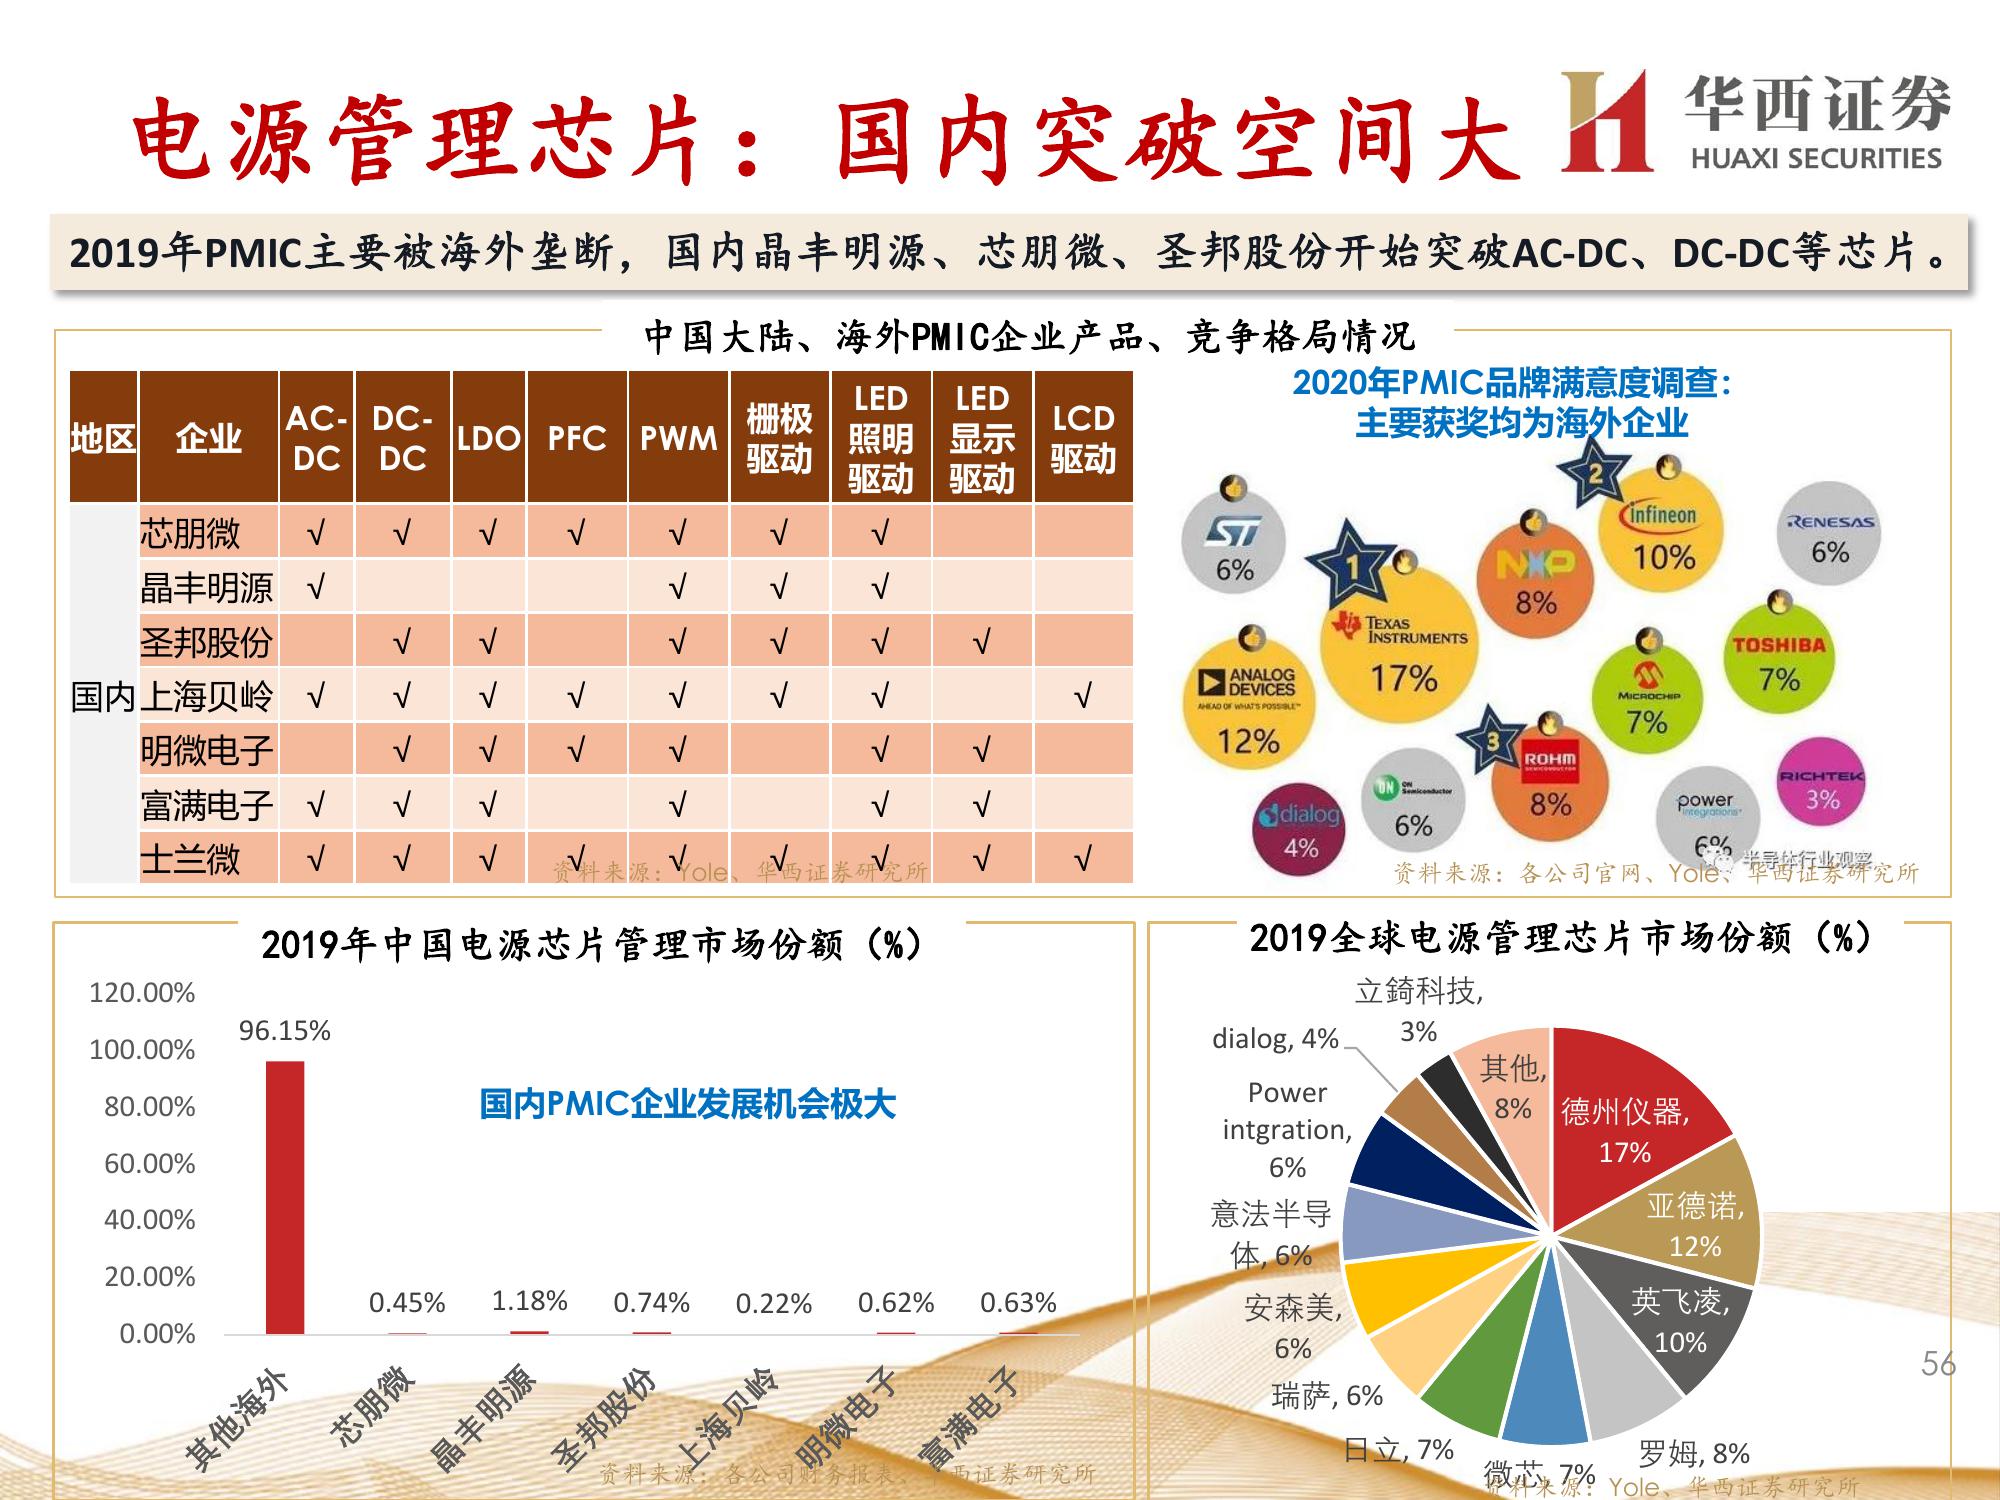 电源管理芯片：国内突破空间大
华西证券
HUAXI SECURITIES
2019年PMIC主要被海外垄断，国内晶丰明源、芯朋微、圣邦股份开始突破AC-DC、DC-DC等芯片。
中国大陆、海外PMIC企业产品、竞争格局情况
地区 企业 AC-DC DC-DC LDO PFC PWM 栅极驱动 LED照明驱动 LED显示驱动 LCD驱动
国内
芯朋微 √ √ √ √ √ √ √
晶丰明源 √ √ √ √
圣邦股份 √ √ √ √ √ √
上海贝岭 √ √ √ √ √ √ √ √
明微电子 √ √ √ √ √ √
富满电子 √ √ √ √ √ √
士兰微 √ √ √ √ √ √ √ √ √
资料来源：Yole、华西证券研究所
2020年PMIC品牌满意度调查：
主要获奖均为海外企业
ST
6%
1
TEXAS
INSTRUMENTS
17%
NXP
8%
2
infineon
10%
RENESAS
6%
ANALOG
DEVICES
AHEAD OF WHAT'S POSSIBLE™
12%
MICROCHIP
7%
TOSHIBA
7%
dialog
4%
ON
ON
Semiconductor
6%
3
ROHM
SEMICONDUCTOR
8%
power
integrations
6%
RICHTEK
3%
半导体行业观察
资料来源：各公司官网、Yole、华西证券研究所
2019年中国电源芯片管理市场份额（%）
120.00%
100.00%
80.00%
60.00%
40.00%
20.00%
0.00%
96.15%
0.45%
1.18%
0.74%
0.22%
0.62%
0.63%
国内PMIC企业发展机会极大
其他海外
芯朋微
晶丰明源
圣邦股份
上海贝岭
明微电子
富满电子
资料来源：各公司财务报表、华西证券研究所
2019全球电源管理芯片市场份额（%）
立錡科技,
3%
dialog, 4%
Power
intgration,
6%
意法半导
体, 6%
安森美,
6%
瑞萨, 6%
日立, 7%
微芯, 7%
罗姆, 8%
英飞凌,
10%
亚德诺,
12%
德州仪器,
17%
其他,
8%
资料来源：Yole、华西证券研究所
56